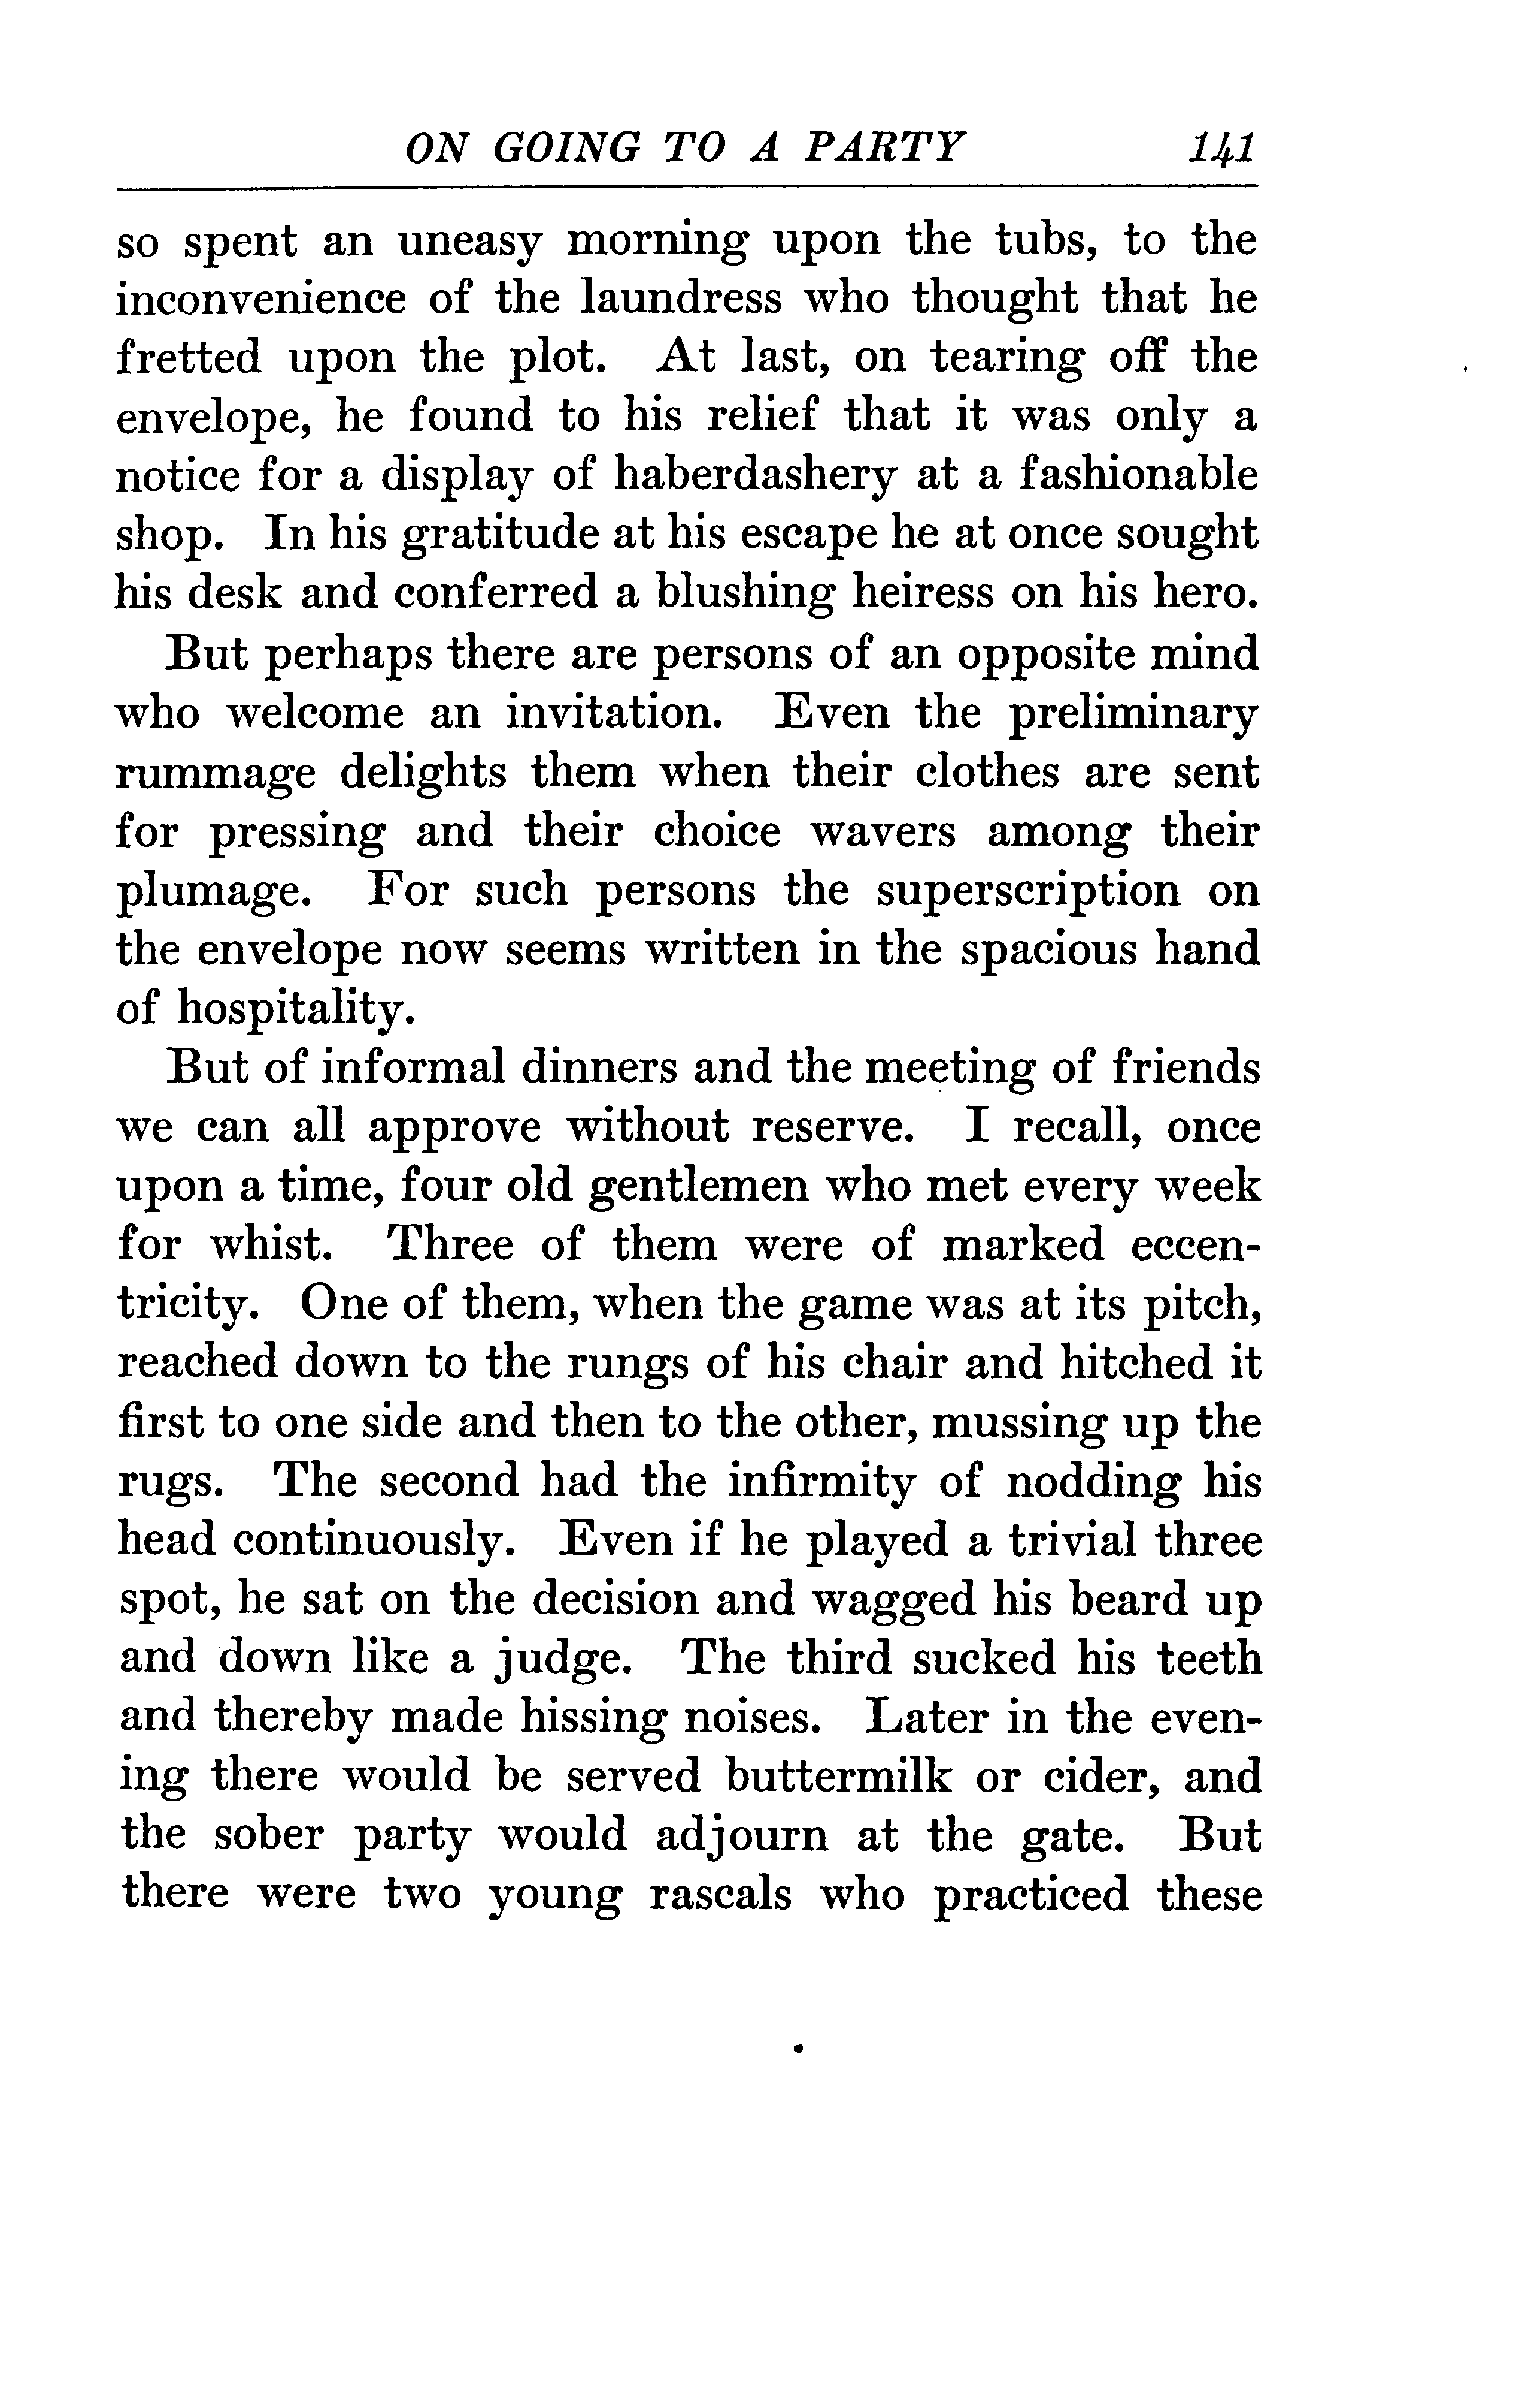 ON GOING TO A PARTY 141
so spent an uneasy morning upon the tubs, to the
inconvenience of the laundress who thought that he
fretted upon the plot. At last, on tearing off the
envelope, he found to his relief that it was only a
notice for a display of haberdashery at a fashionable
shop. In his gratitude at his escape he at once sought
his desk and conferred a blushing heiress on his hero.
But perhaps there are persons of an opposite mind
who welcome an invitation. Even the preliminary
rummage delights them when their clothes are sent
for pressing and their choice wavers among their
plumage. For such persons the superscription on
the envelope now seems written in the spacious hand
of hospitality.
But of informal dinners and the meeting of friends
we can all approve without reserve. I recall, once
upon a time, four old gentlemen who met every week
for whist. Three of them were of marked eccen-
tricity. One of them, when the game was at its pitch,
reached down to the rungs of his chair and hitched it
first to one side and then to the other, mussing up the
rugs. The second had the infirmity of nodding his
head continuously. Even if he played a trivial three
spot, he sat on the decision and wagged his beard up
and down like a judge. The third sucked his teeth
and thereby made hissing noises. Later in the even-
ing there would be served buttermilk or cider, and
the sober party would adjourn at the gate. But
there were two young rascals who practiced these